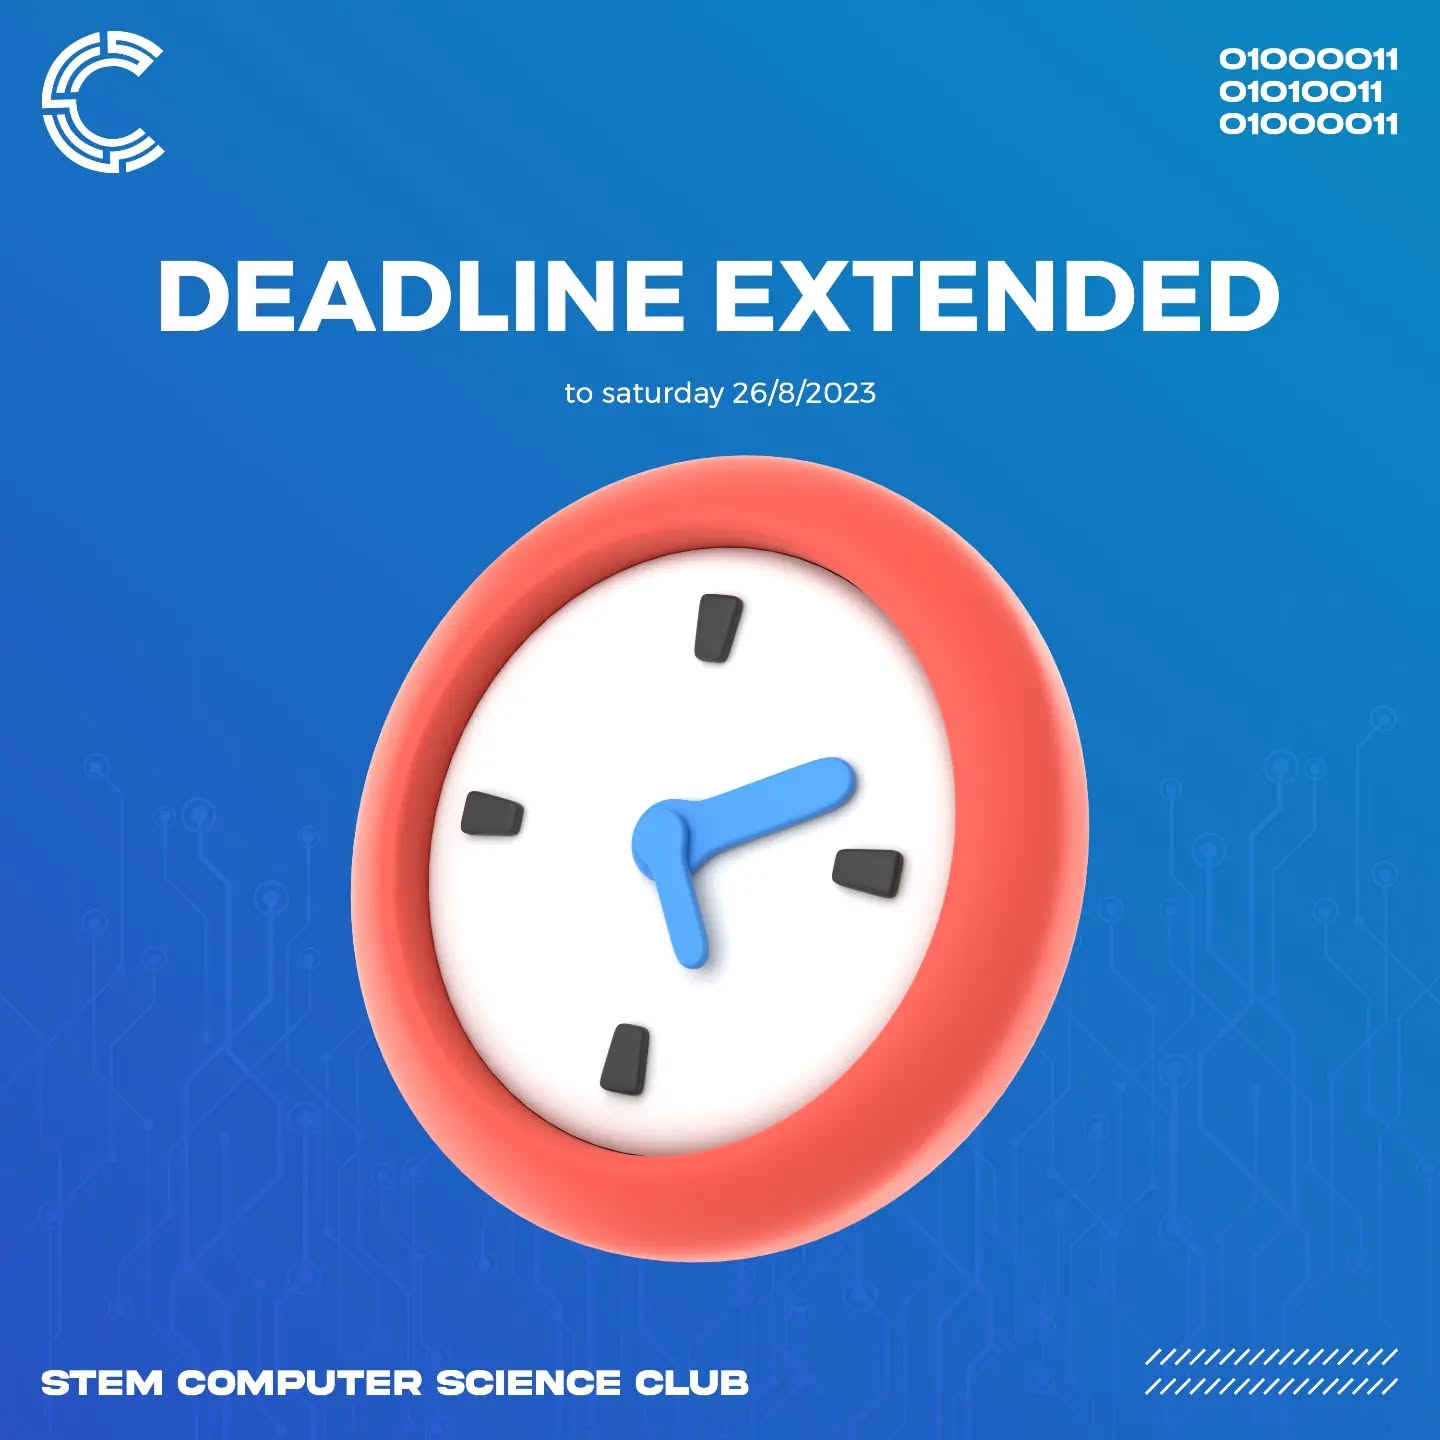 01000011
01010011
01000011
DEADLINE EXTENDED
to saturday 26/8/2023
STEM COMPUTER SCIENCE CLUB